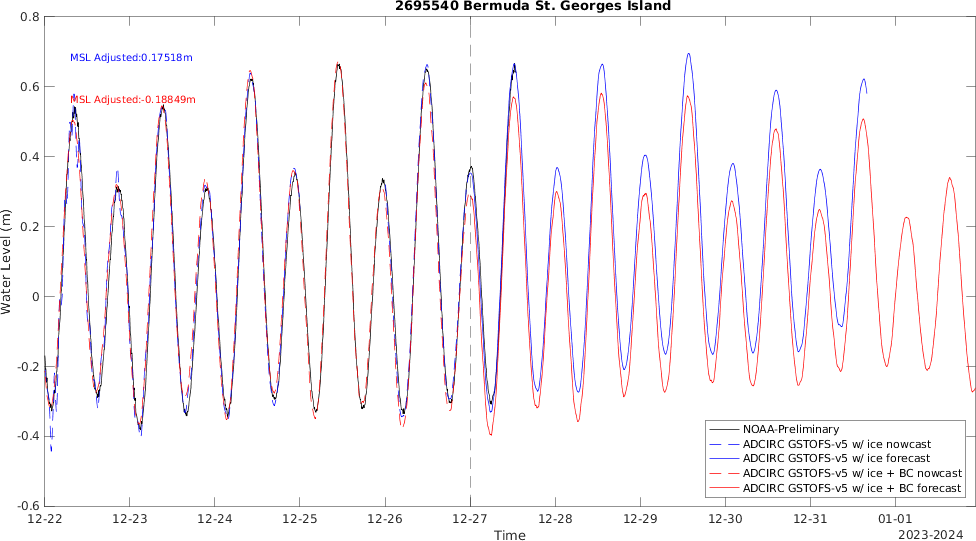 2695540 Bermuda St. Georges Island
0.8
MSL Adjusted:0.17518m
0.6
MSL Adjusted:-0.18849m
0.4
0.2
Water Level (m)
0
-0.2
-0.4
NOAA-Preliminary
ADCIRC GSTOFS-v5 w/ ice nowcast
ADCIRC GSTOFS-v5 w/ ice forecast
ADCIRC GSTOFS-v5 w/ ice + BC nowcast
ADCIRC GSTOFS-v5 w/ ice + BC forecast
-0.6
12-22 12-23 12-24 12-25 12-26 12-27 12-28 12-29 12-30 12-31 01-01
Time
2023-2024